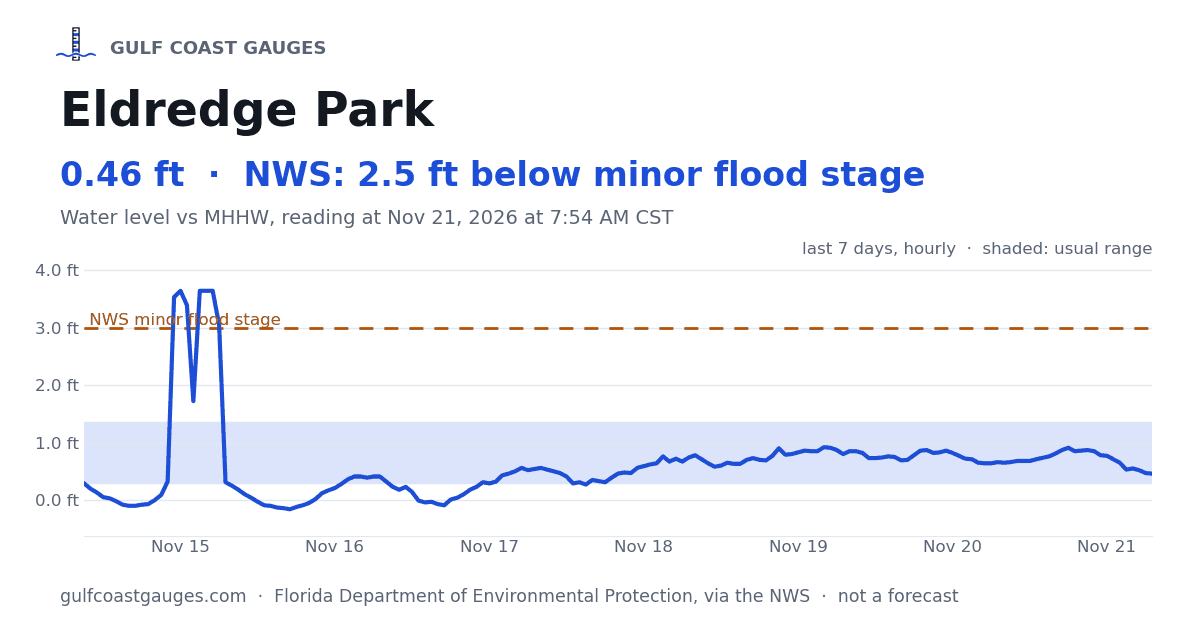 GULF COAST GAUGES
Eldredge Park
0.46 ft · NWS: 2.5 ft below minor flood stage
Water level vs MHHW, reading at Nov 21, 2026 at 7:54 AM CST
last 7 days, hourly · shaded: usual range
4.0 ft
NWS minor flood stage
3.0 ft
2.0 ft
1.0 ft
0.0 ft
Nov 15 Nov 16 Nov 17 Nov 18 Nov 19 Nov 20 Nov 21
gulfcoastgauges.com · Florida Department of Environmental Protection, via the NWS · not a forecast